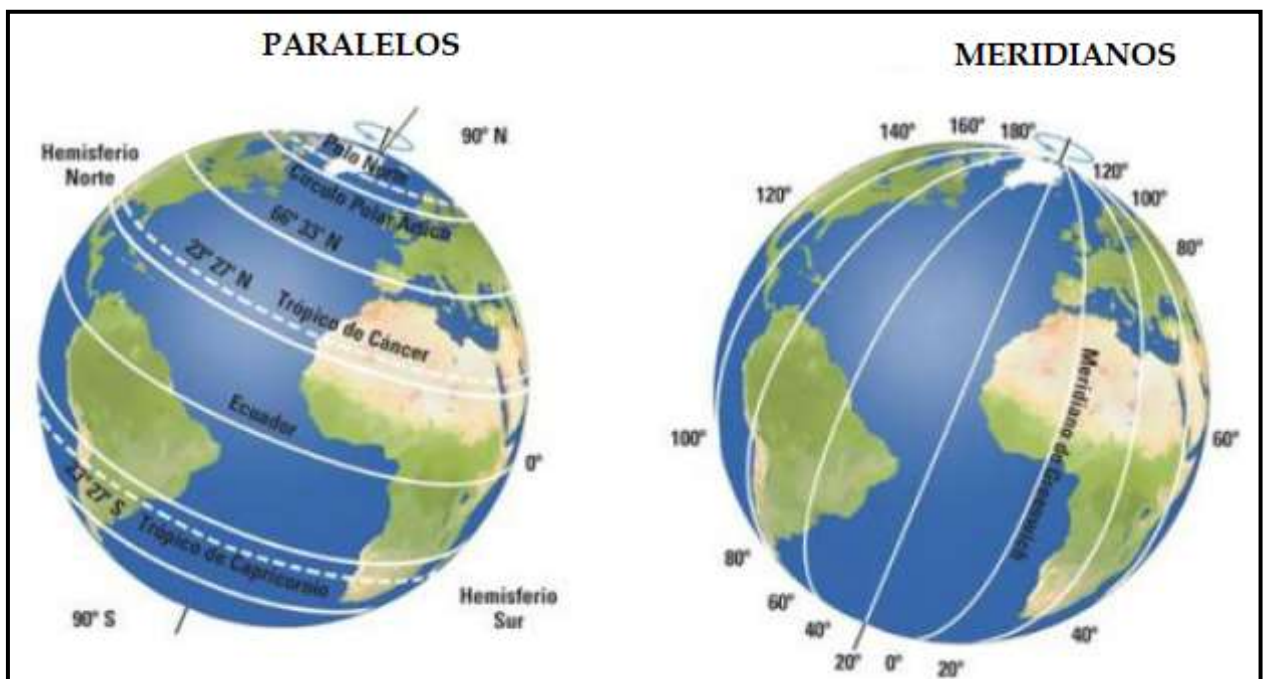 PARALELOS
90° N
Hemisferio
Norte
Polo Norte
Círculo Polar Ártica
66° 33' N
23° 27' N
Trópico de Cáncer
Ecuador
0°
23° 27' S
Trópico de Capricornio
90° S
Hemisferio
Sur
MERIDIANOS
140°
160°
180°
120°
120°
100°
80°
100°
60°
Meridiano de Greenwich
80°
60°
40°
20°
0°
20°
40°